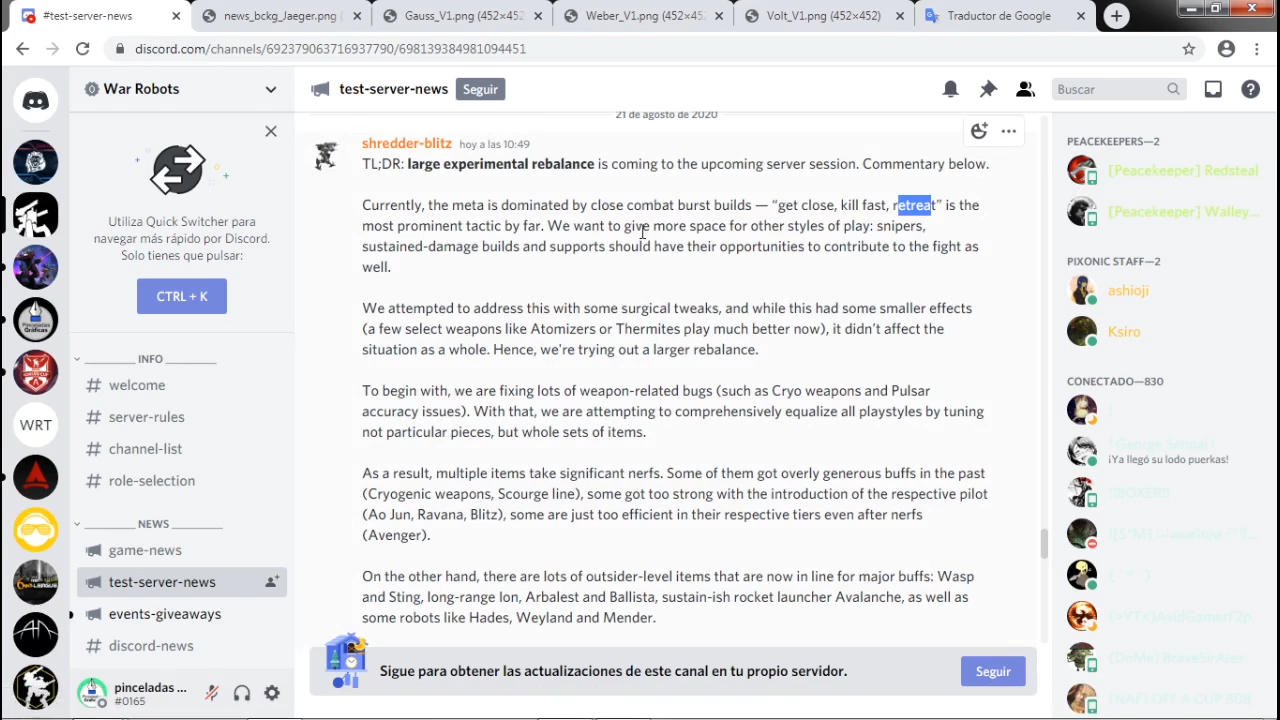 #test-server-news
news_bckg_Jaeger.png
Gauss_V1.png (452×452
Weber_V1.png (452×452
Volt_V1.png (452×452)
Traductor de Google
discord.com/channels/692379063716937790/698139384981094451
War Robots
test-server-news
Seguir
Buscar
Utiliza Quick Switcher para
navegar más rápido por Discord.
Solo tienes que pulsar:
CTRL + K
INFO
welcome
server-rules
channel-list
role-selection
NEWS
game-news
test-server-news
events-giveaways
discord-news
WRT
pinceladas ...
#0165
21 de agosto de 2020
shredder-blitz hoy a las 10:49
TL;DR: large experimental rebalance is coming to the upcoming server session. Commentary below.
Currently, the meta is dominated by close combat burst builds — “get close, kill fast, retreat” is the
most prominent tactic by far. We want to give more space for other styles of play: snipers,
sustained-damage builds and supports should have their opportunities to contribute to the fight as
well.
We attempted to address this with some surgical tweaks, and while this had some smaller effects
(a few select weapons like Atomizers or Thermites play much better now), it didn’t affect the
situation as a whole. Hence, we’re trying out a larger rebalance.
To begin with, we are fixing lots of weapon-related bugs (such as Cryo weapons and Pulsar
accuracy issues). With that, we are attempting to comprehensively equalize all playstyles by tuning
not particular pieces, but whole sets of items.
As a result, multiple items take significant nerfs. Some of them got overly generous buffs in the past
(Cryogenic weapons, Scourge line), some got too strong with the introduction of the respective pilot
(Ao Jun, Ravana, Blitz), some are just too efficient in their respective tiers even after nerfs
(Avenger).
On the other hand, there are lots of outsider-level items that are now in line for major buffs: Wasp
and Sting, long-range Ion, Arbalest and Ballista, sustain-ish rocket launcher Avalanche, as well as
some robots like Hades, Weyland and Mender.
Sigue para obtener las actualizaciones de este canal en tu propio servidor.
Seguir
PEACEKEEPERS—2
[Peacekeeper] Redsteal
[Peacekeeper] Walley...
PIXONIC STAFF—2
ashioji
Ksiro
CONECTADO—830
! George Senpai !
¡Ya llegó su lodo puerkas!
!!BOXER!!
(>YT<)AsidGamerF2p...
(DoMe) BraveSirArzer